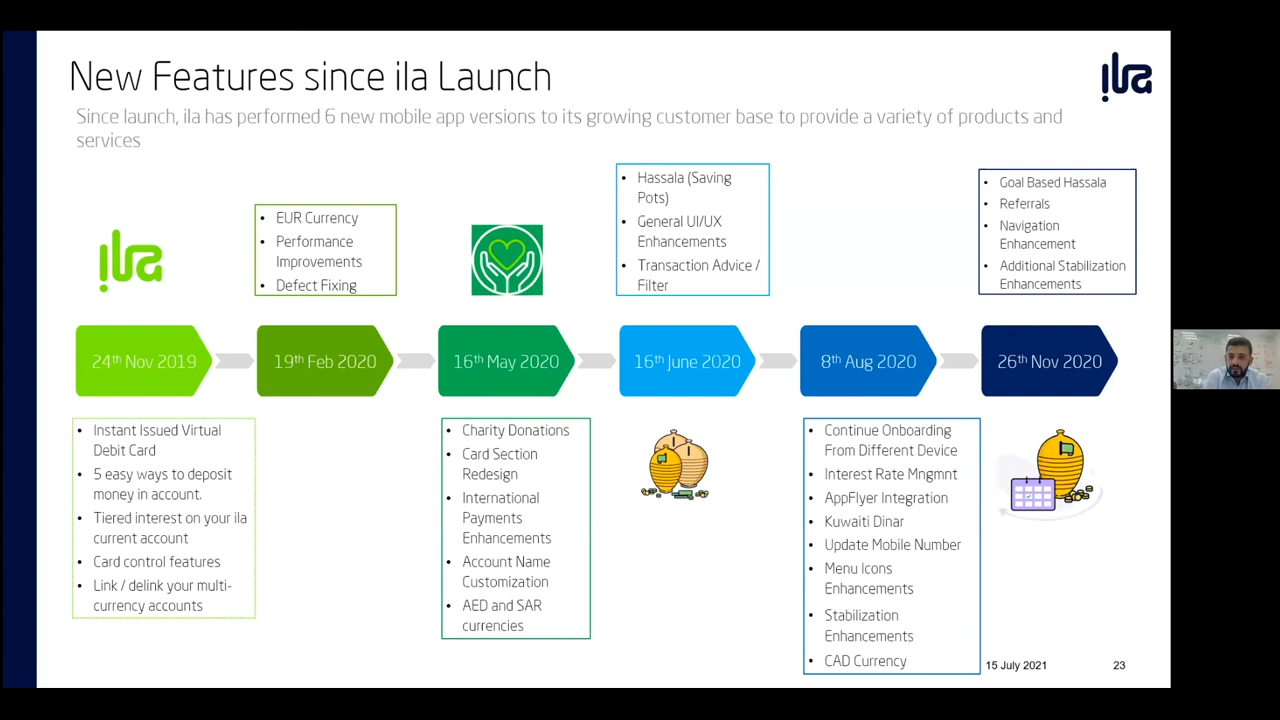 New Features since ila Launch
ila
Since launch, ila has performed 6 new mobile app versions to its growing customer base to provide a variety of products and
services
ila
• EUR Currency
• Performance
Improvements
• Defect Fixing
• Hassala (Saving
Pots)
• General UI/UX
Enhancements
• Transaction Advice /
Filter
• Goal Based Hassala
• Referrals
• Navigation
Enhancement
• Additional Stabilization
Enhancements
24th Nov 2019
19th Feb 2020
16th May 2020
16th June 2020
8th Aug 2020
26th Nov 2020
• Instant Issued Virtual
Debit Card
• 5 easy ways to deposit
money in account.
• Tiered interest on your ila
current account
• Card control features
• Link / delink your multi-
currency accounts
• Charity Donations
• Card Section
Redesign
• International
Payments
Enhancements
• Account Name
Customization
• AED and SAR
currencies
• Continue Onboarding
From Different Device
• Interest Rate Mngmnt
• AppFlyer Integration
• Kuwaiti Dinar
• Update Mobile Number
• Menu Icons
Enhancements
• Stabilization
Enhancements
• CAD Currency
15 July 2021
23